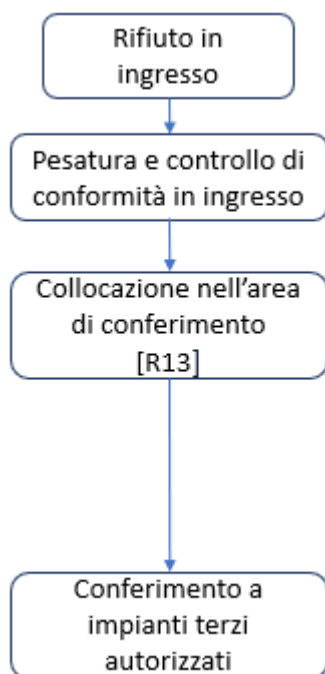 Rifiuto in
ingresso
Pesatura e controllo di
conformità in ingresso
Collocazione nell'area
di conferimento
[R13]
Conferimento a
impianti terzi
autorizzati